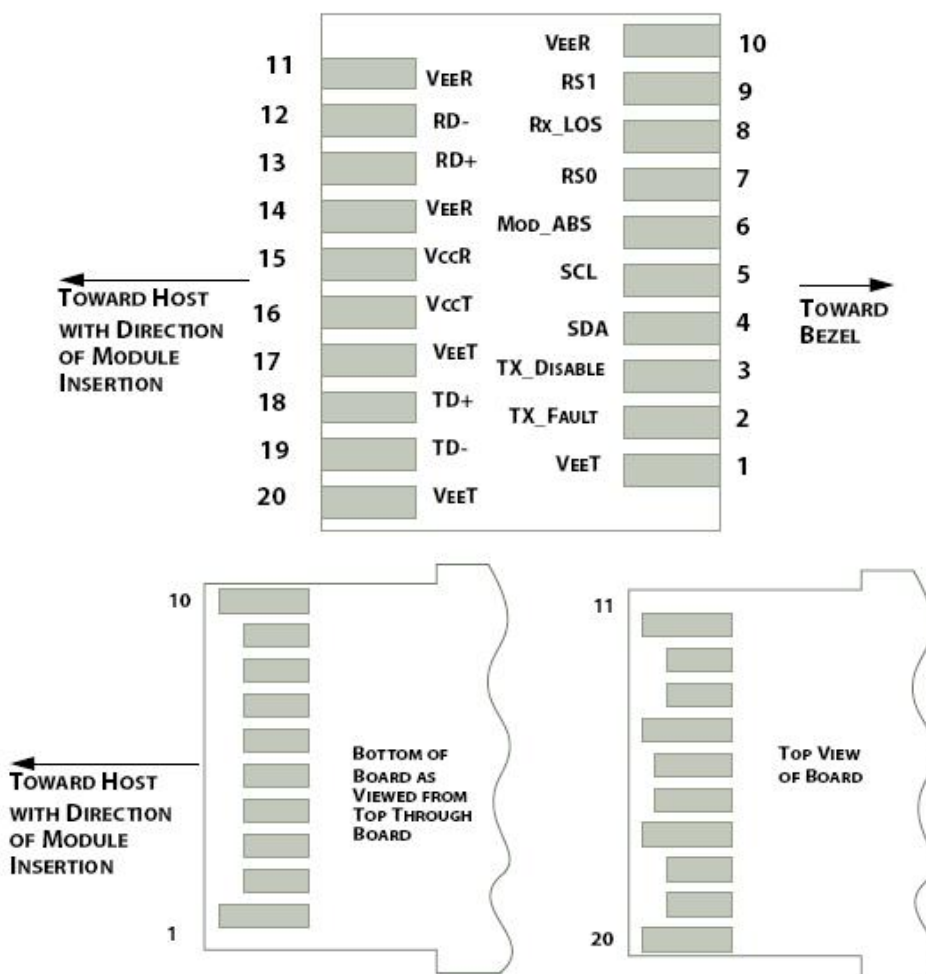 VEER 10
11 VEER
RS1 9
12 RD-
Rx_LOS 8
13 RD+
RS0 7
14 VEER
MOD_ABS 6
15 VCCR
SCL 5
TOWARD HOST
WITH DIRECTION
OF MODULE
INSERTION
TOWARD
BEZEL
16 VCCT
SDA 4
17 VEET
TX_DISABLE 3
18 TD+
TX_FAULT 2
19 TD-
VEET 1
20 VEET
10
BOTTOM OF
BOARD AS
VIEWED FROM
TOP THROUGH
BOARD
TOWARD HOST
WITH DIRECTION
OF MODULE
INSERTION
1
11
TOP VIEW
OF BOARD
20